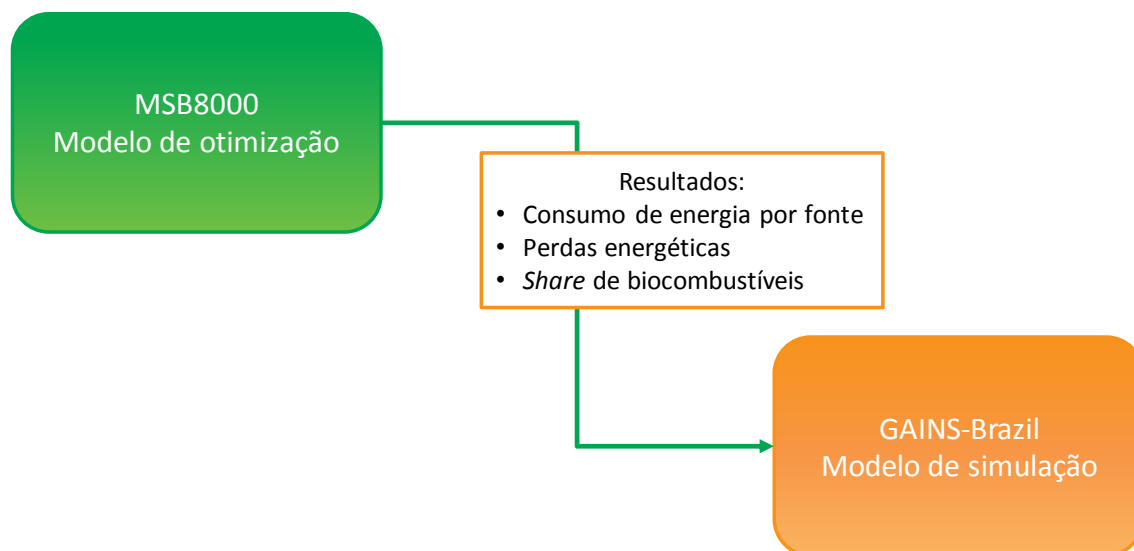 MSB8000
Modelo de otimização
Resultados:
• Consumo de energia por fonte
• Perdas energéticas
• Share de biocombustíveis
GAINS-Brazil
Modelo de simulação